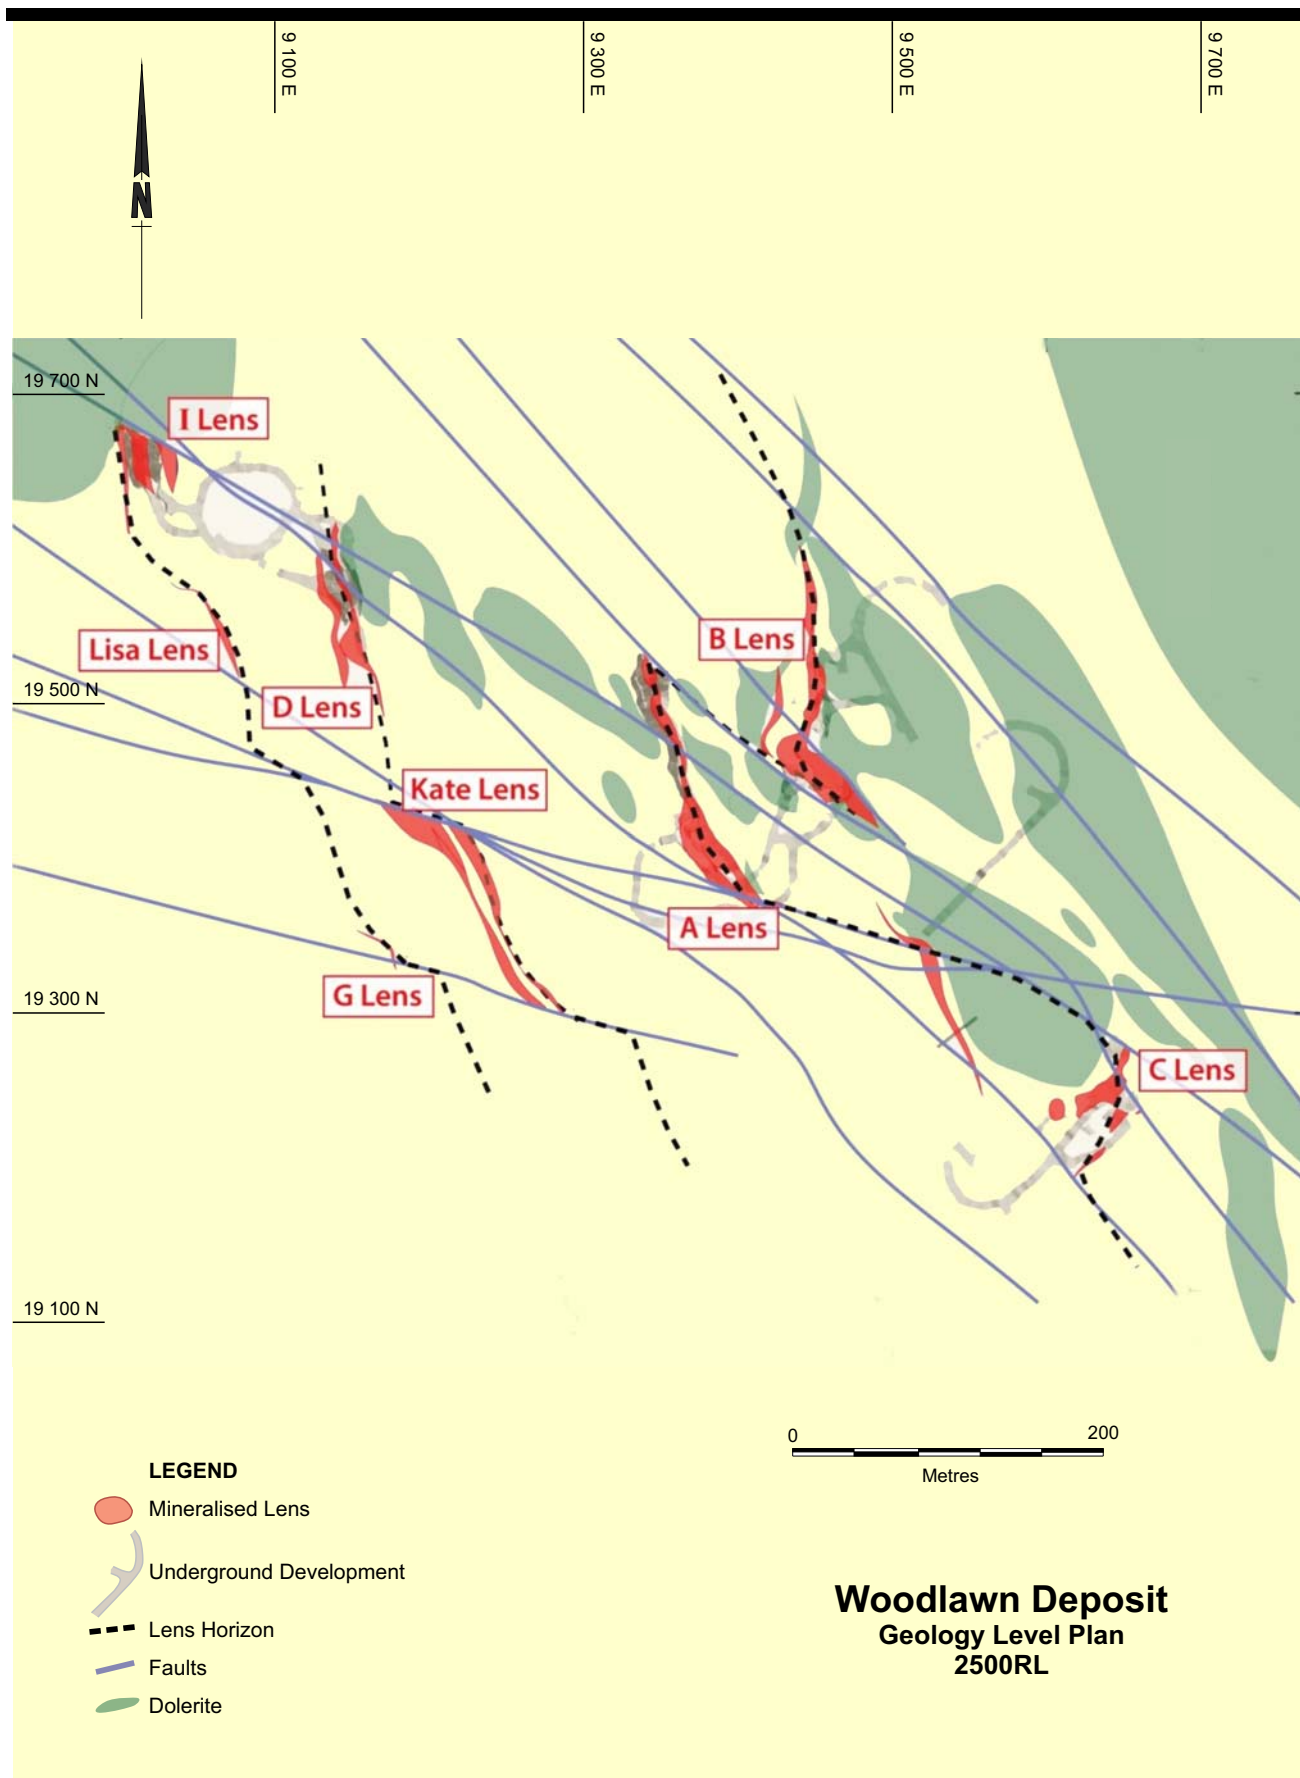 9 100 E
9 300 E
9 500 E
9 700 E
N
19 700 N
I Lens
B Lens
Lisa Lens
19 500 N
D Lens
Kate Lens
A Lens
G Lens
19 300 N
C Lens
19 100 N
0
200
Metres
LEGEND
Mineralised Lens
Underground Development
Lens Horizon
Faults
Dolerite
Woodlawn Deposit
Geology Level Plan
2500RL